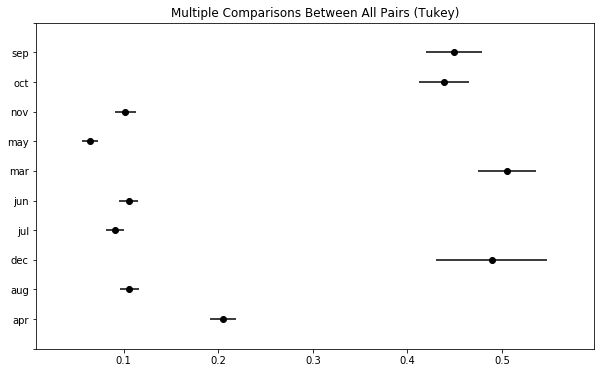 Multiple Comparisons Between All Pairs (Tukey)
sep
oct
nov
may
mar
jun
jul
dec
aug
apr
0.1 0.2 0.3 0.4 0.5